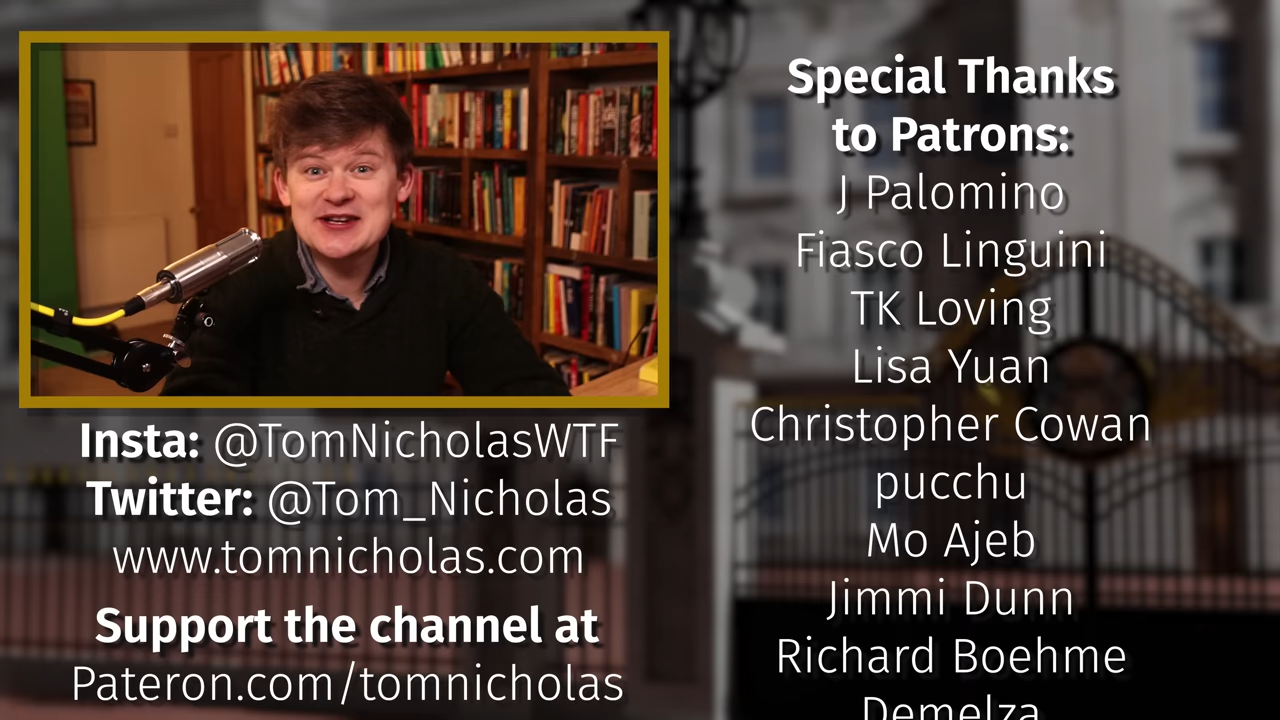 Insta: @TomNicholasWTF
Twitter: @Tom_Nicholas
www.tomnicholas.com
Support the channel at
Pateron.com/tomnicholas
Special Thanks
to Patrons:
J Palomino
Fiasco Linguini
TK Loving
Lisa Yuan
Christopher Cowan
pucchu
Mo Ajeb
Jimmi Dunn
Richard Boehme
Demelza